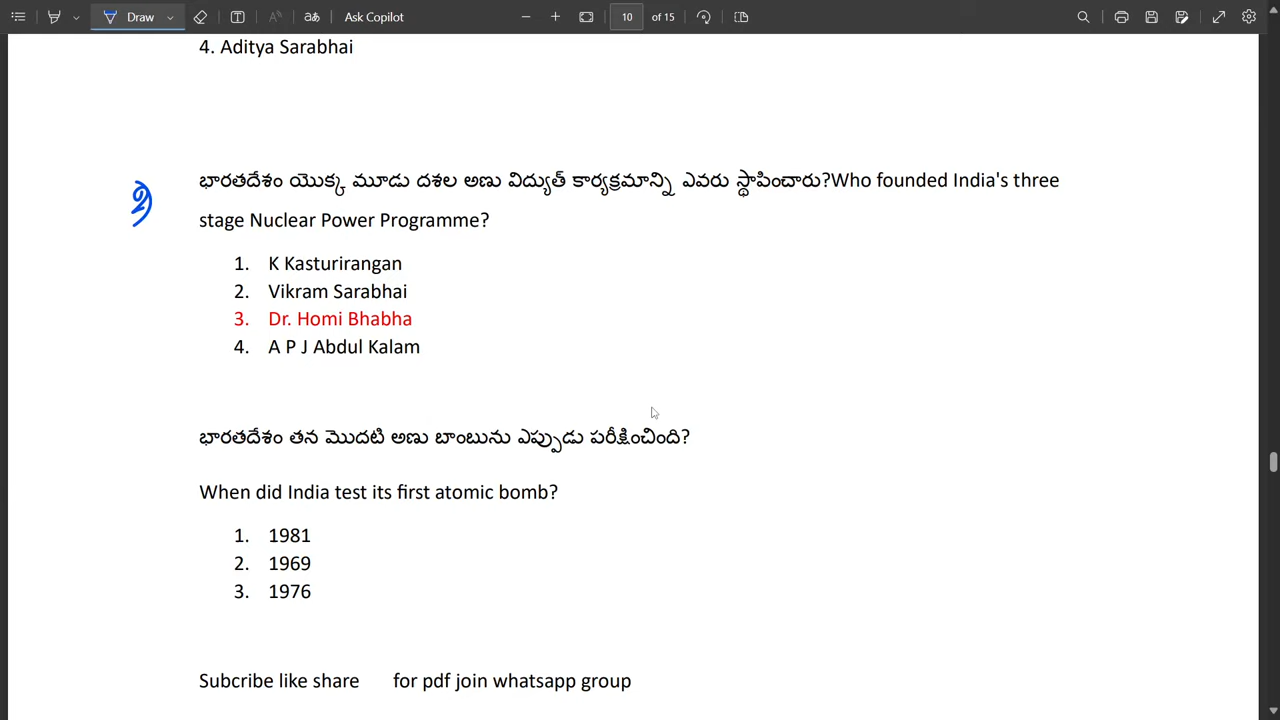 Draw
Ask Copilot
10 of 15
4. Aditya Sarabhai
భారతదేశం యొక్క మూడు దశల అణు విద్యుత్ కార్యక్రమాన్ని ఎవరు స్థాపించారు?Who founded India's three
stage Nuclear Power Programme?
1. K Kasturirangan
2. Vikram Sarabhai
3. Dr. Homi Bhabha
4. A P J Abdul Kalam
భారతదేశం తన మొదటి అణు బాంబును ఎప్పుడు పరీక్షించింది?
When did India test its first atomic bomb?
1. 1981
2. 1969
3. 1976
Subcribe like share for pdf join whatsapp group